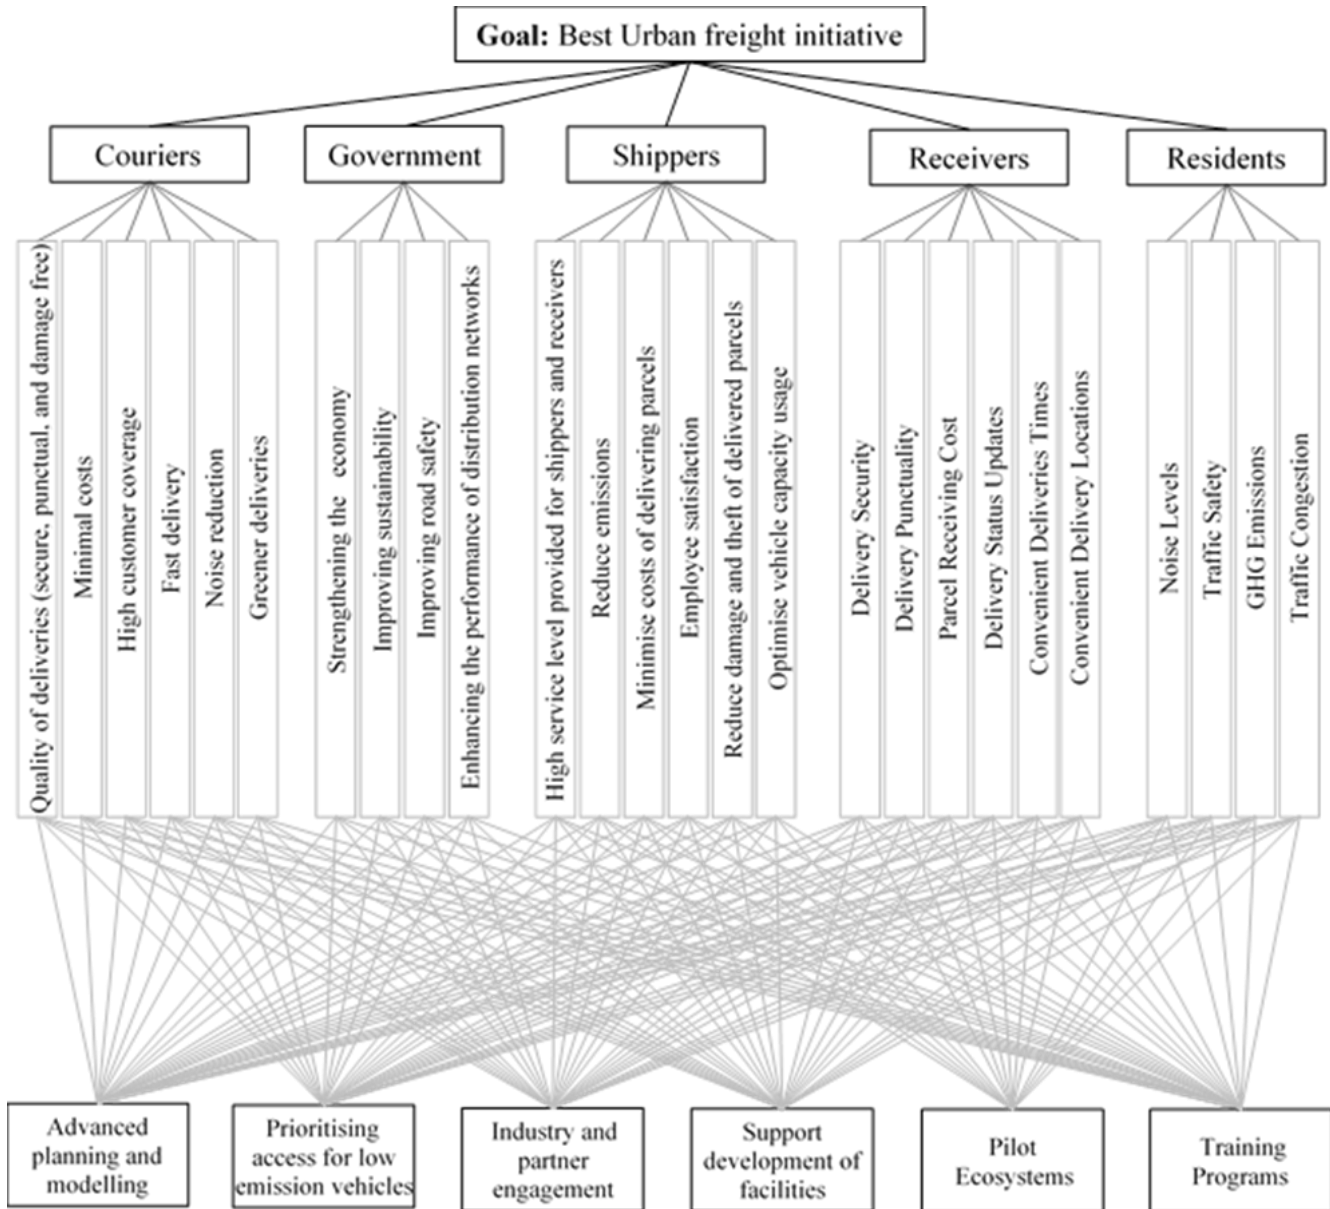 Goal: Best Urban freight initiative
Couriers
Government
Shippers
Receivers
Residents
Quality of deliveries (secure, punctual, and damage free)
Minimal costs
High customer coverage
Fast delivery
Noise reduction
Greener deliveries
Strengthening the economy
Improving sustainability
Improving road safety
Enhancing the performance of distribution networks
High service level provided for shippers and receivers
Reduce emissions
Minimise costs of delivering parcels
Employee satisfaction
Reduce damage and theft of delivered parcels
Optimise vehicle capacity usage
Delivery Security
Delivery Punctuality
Parcel Receiving Cost
Delivery Status Updates
Convenient Deliveries Times
Convenient Delivery Locations
Noise Levels
Traffic Safety
GHG Emissions
Traffic Congestion
Advanced
planning and
modelling
Prioritising
access for low
emission vehicles
Industry and
partner
engagement
Support
development of
facilities
Pilot
Ecosystems
Training
Programs